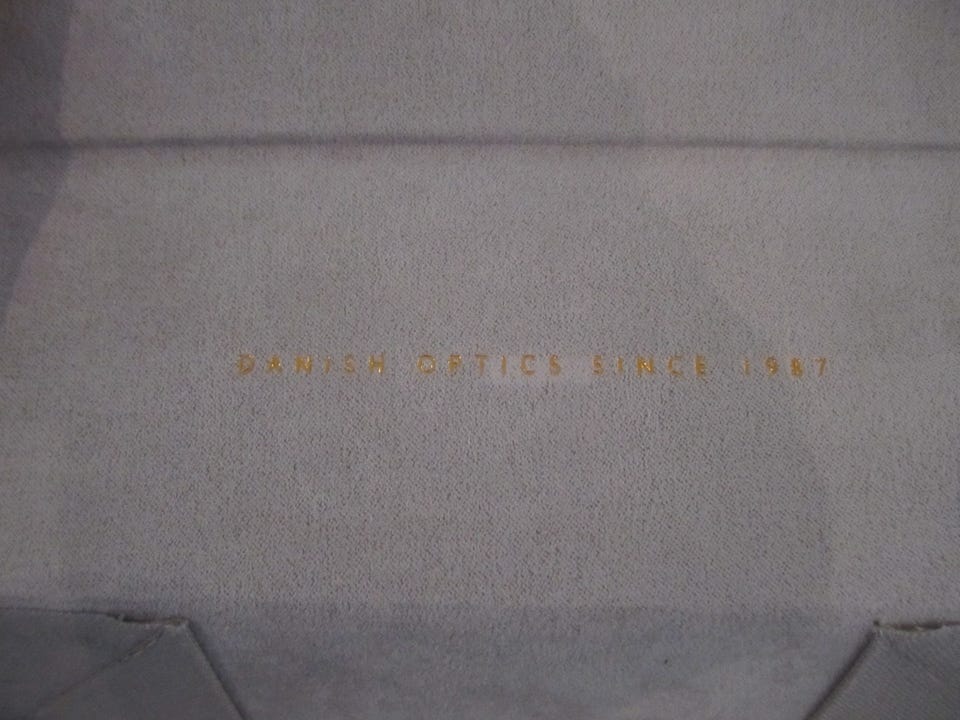 DANISH OPTICS SINCE 1987